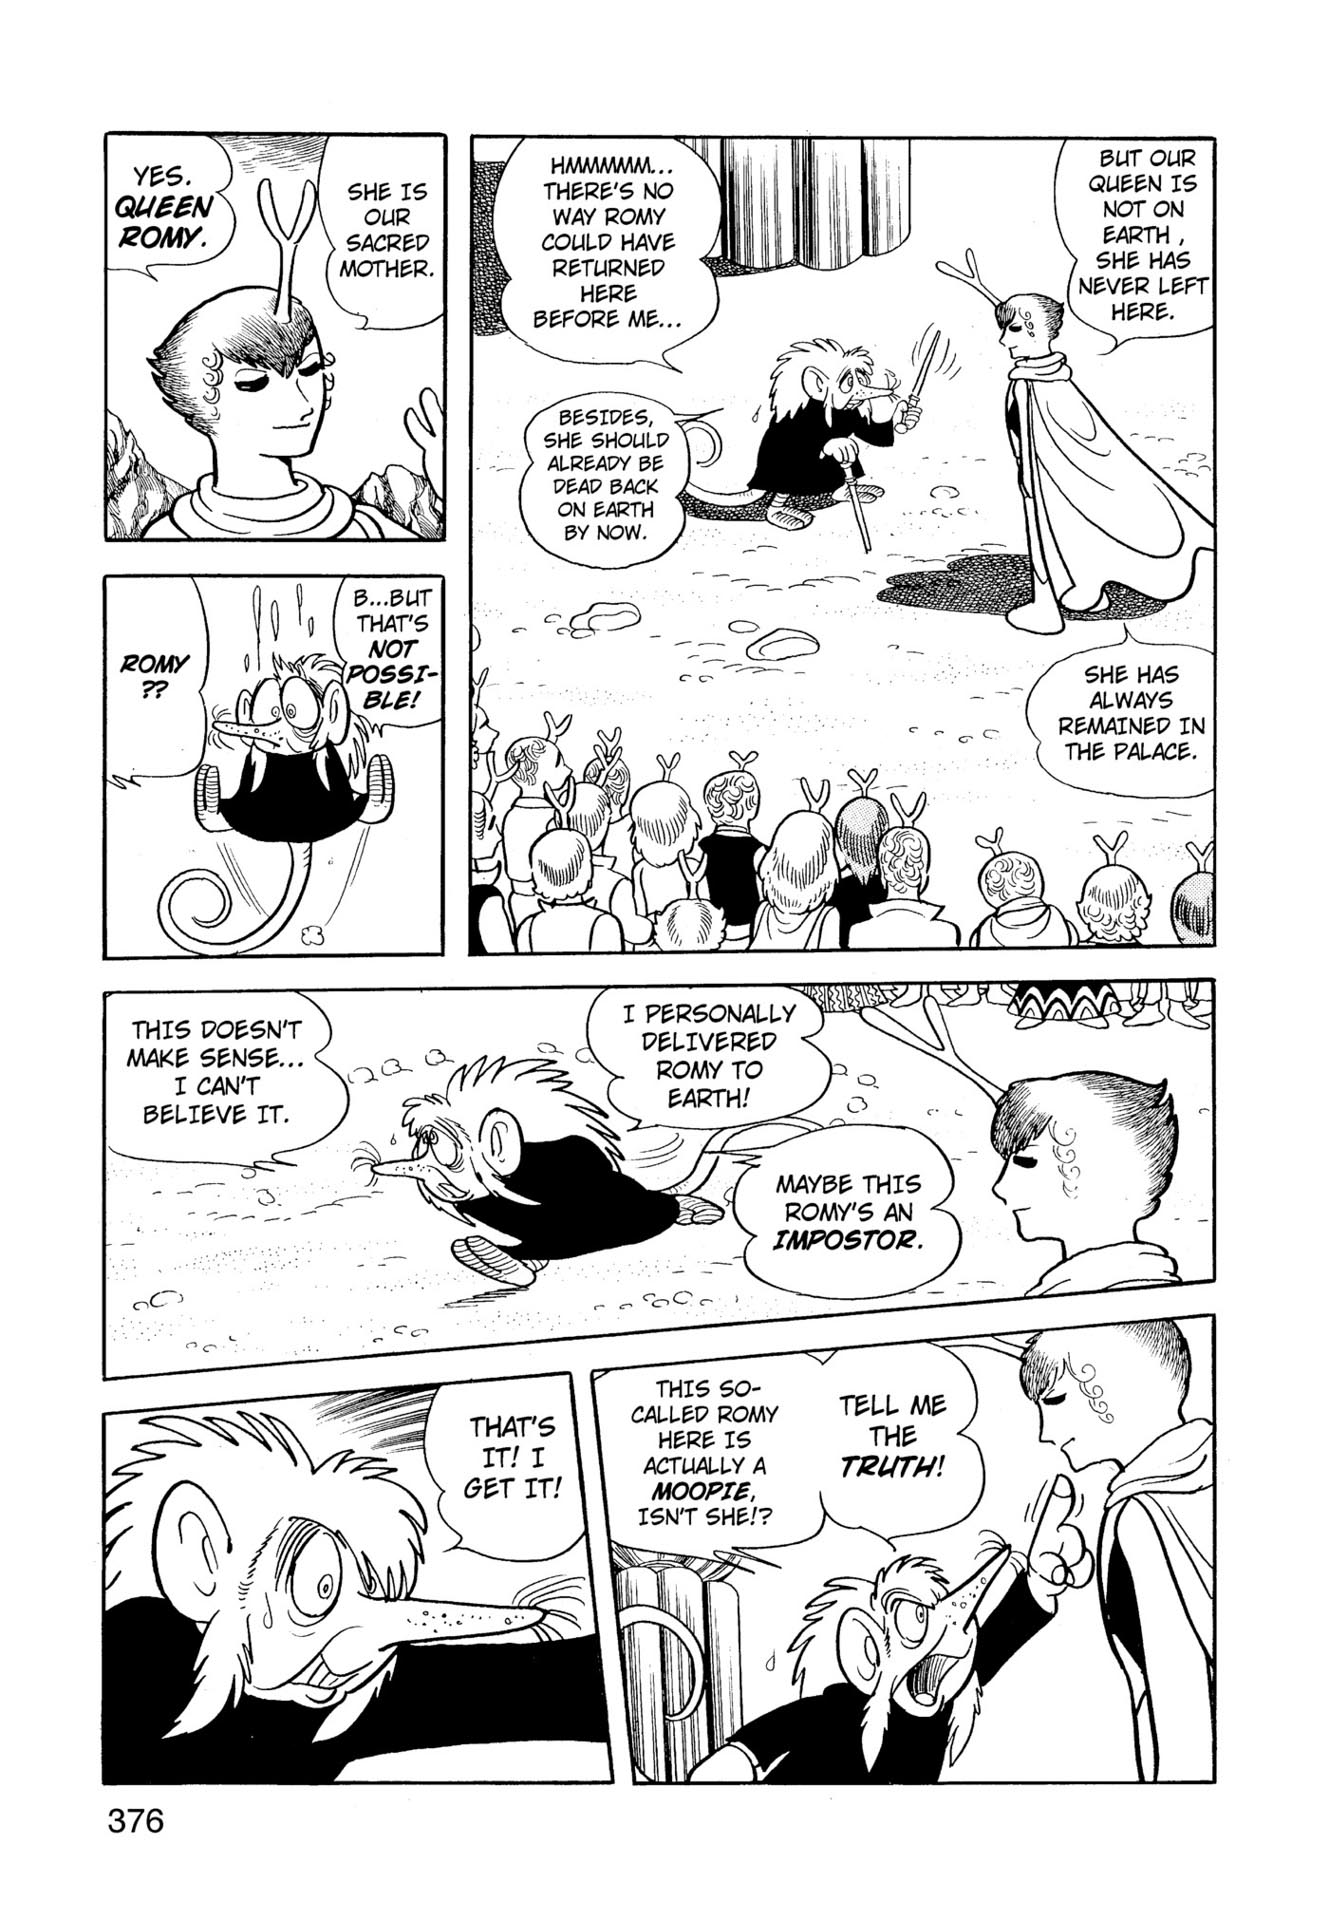 YES.
QUEEN
ROMY.
SHE IS
OUR
SACRED
MOTHER.
ROMY
??
B...BUT
THAT'S
NOT
POSSI-
BLE!
HMMMMM...
THERE'S NO
WAY ROMY
COULD HAVE
RETURNED
HERE
BEFORE ME...
BESIDES,
SHE SHOULD
ALREADY BE
DEAD BACK
ON EARTH
BY NOW.
BUT OUR
QUEEN IS
NOT ON
EARTH ,
SHE HAS
NEVER LEFT
HERE.
SHE HAS
ALWAYS
REMAINED IN
THE PALACE.
THIS DOESN'T
MAKE SENSE...
I CAN'T
BELIEVE IT.
I PERSONALLY
DELIVERED
ROMY TO
EARTH!
MAYBE THIS
ROMY'S AN
IMPOSTOR.
THAT'S
IT! I
GET IT!
THIS SO-
CALLED ROMY
HERE IS
ACTUALLY A
MOOPIE,
ISN'T SHE!?
TELL ME
THE
TRUTH!
376